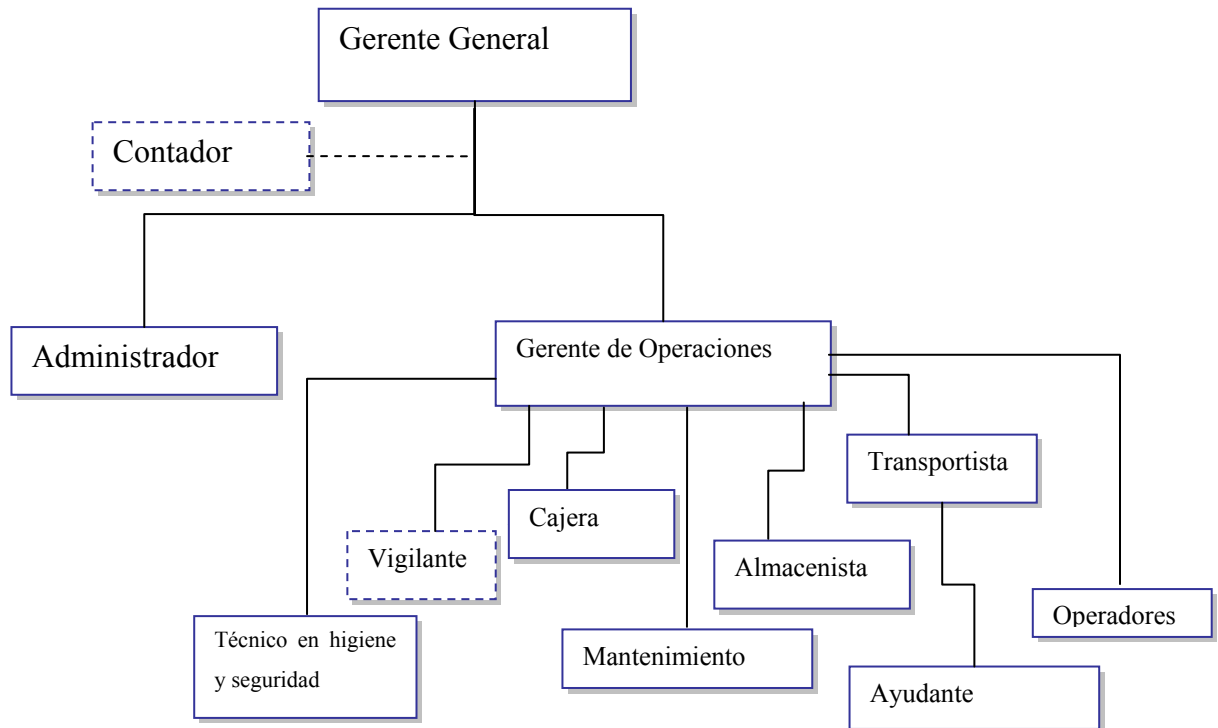 Gerente General
Contador
Administrador
Gerente de Operaciones
Transportista
Cajera
Vigilante
Almacenista
Operadores
Técnico en higiene
y seguridad
Mantenimiento
Ayudante